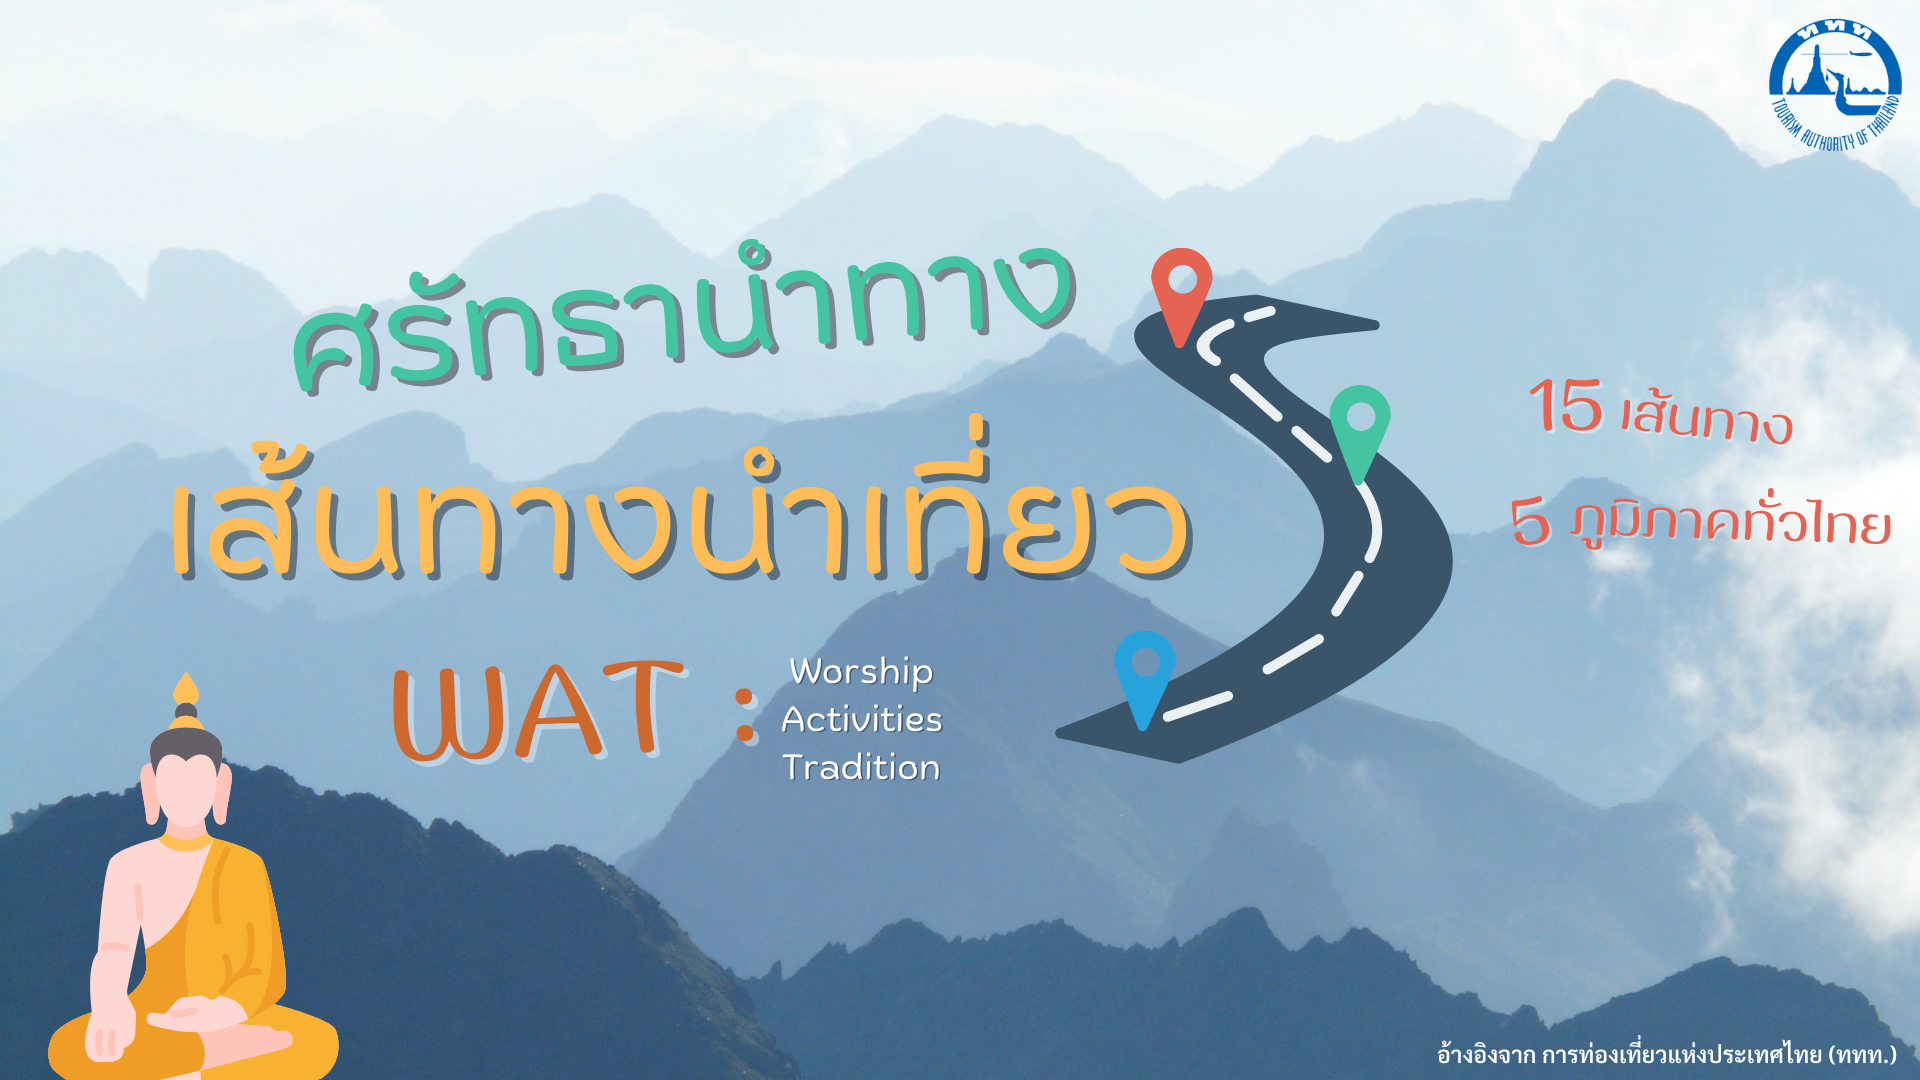 ททท
TOURISM AUTHORITY OF THAILAND
ศรัทธานำทาง
เส้นทางนำเที่ยว
15 เส้นทาง
5 ภูมิภาคทั่วไทย
WAT :
Worship
Activities
Tradition
อ้างอิงจาก การท่องเที่ยวแห่งประเทศไทย (ททท.)